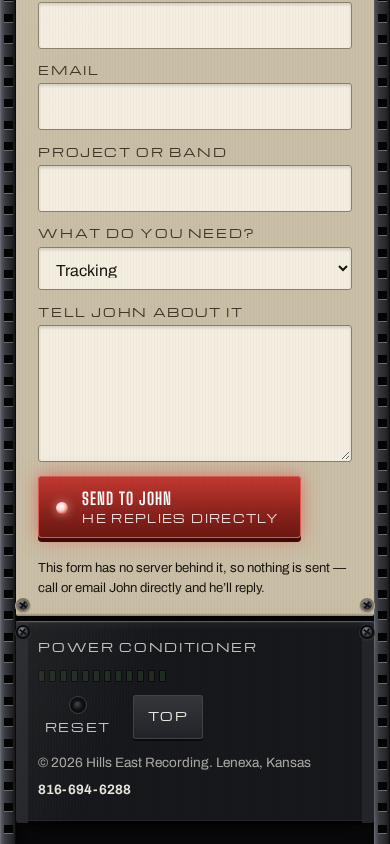 EMAIL
PROJECT OR BAND
WHAT DO YOU NEED?
Tracking
TELL JOHN ABOUT IT
SEND TO JOHN
HE REPLIES DIRECTLY
This form has no server behind it, so nothing is sent —
call or email John directly and he’ll reply.
POWER CONDITIONER
RESET
TOP
© 2026 Hills East Recording. Lenexa, Kansas
816-694-6288